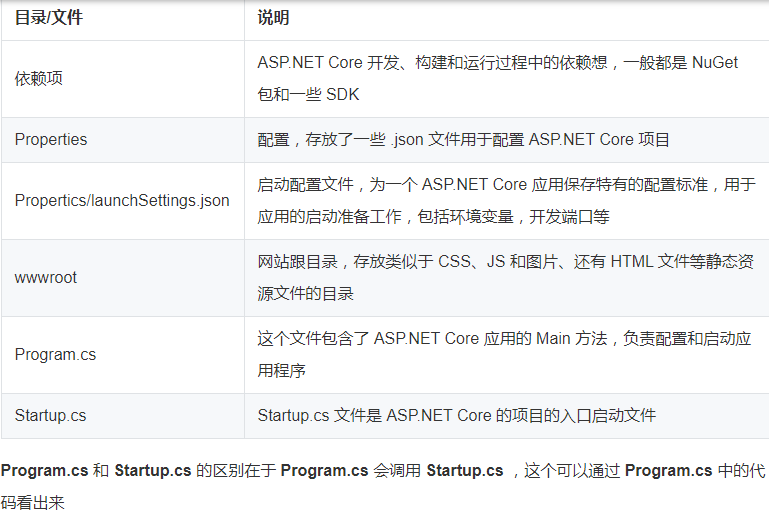 目录/文件 说明
ASP.NET Core 开发、构建和运行过程中的依赖想，一般都是 NuGet
依赖项
包和一些 SDK
Properties 配置，存放了一些 .json 文件用于配置 ASP.NET Core 项目
启动配置文件，为一个 ASP.NET Core 应用保存特有的配置标准，用于
Propertics/launchSettings.json
应用的启动准备工作，包括环境变量，开发端口等
网站跟目录，存放类似于 CSS、JS 和图片、还有 HTML 文件等静态资
wwwroot
源文件的目录
这个文件包含了 ASP.NET Core 应用的 Main 方法，负责配置和启动应
Program.cs
用程序
Startup.cs Startup.cs 文件是 ASP.NET Core 的项目的入口启动文件
Program.cs 和 Startup.cs 的区别在于 Program.cs 会调用 Startup.cs ，这个可以通过 Program.cs 中的代
码看出来